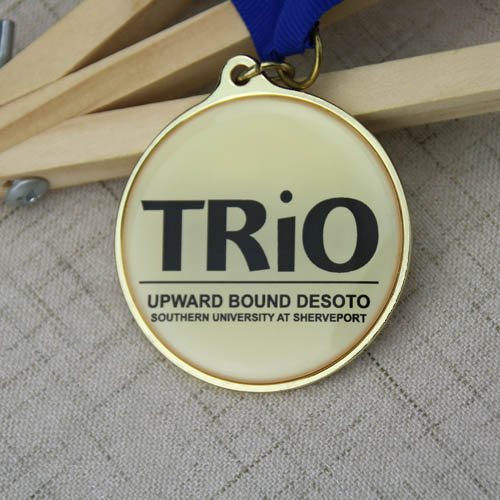 TRiO
UPWARD BOUND DESOTO
SOUTHERN UNIVERSITY AT SHERVEPORT